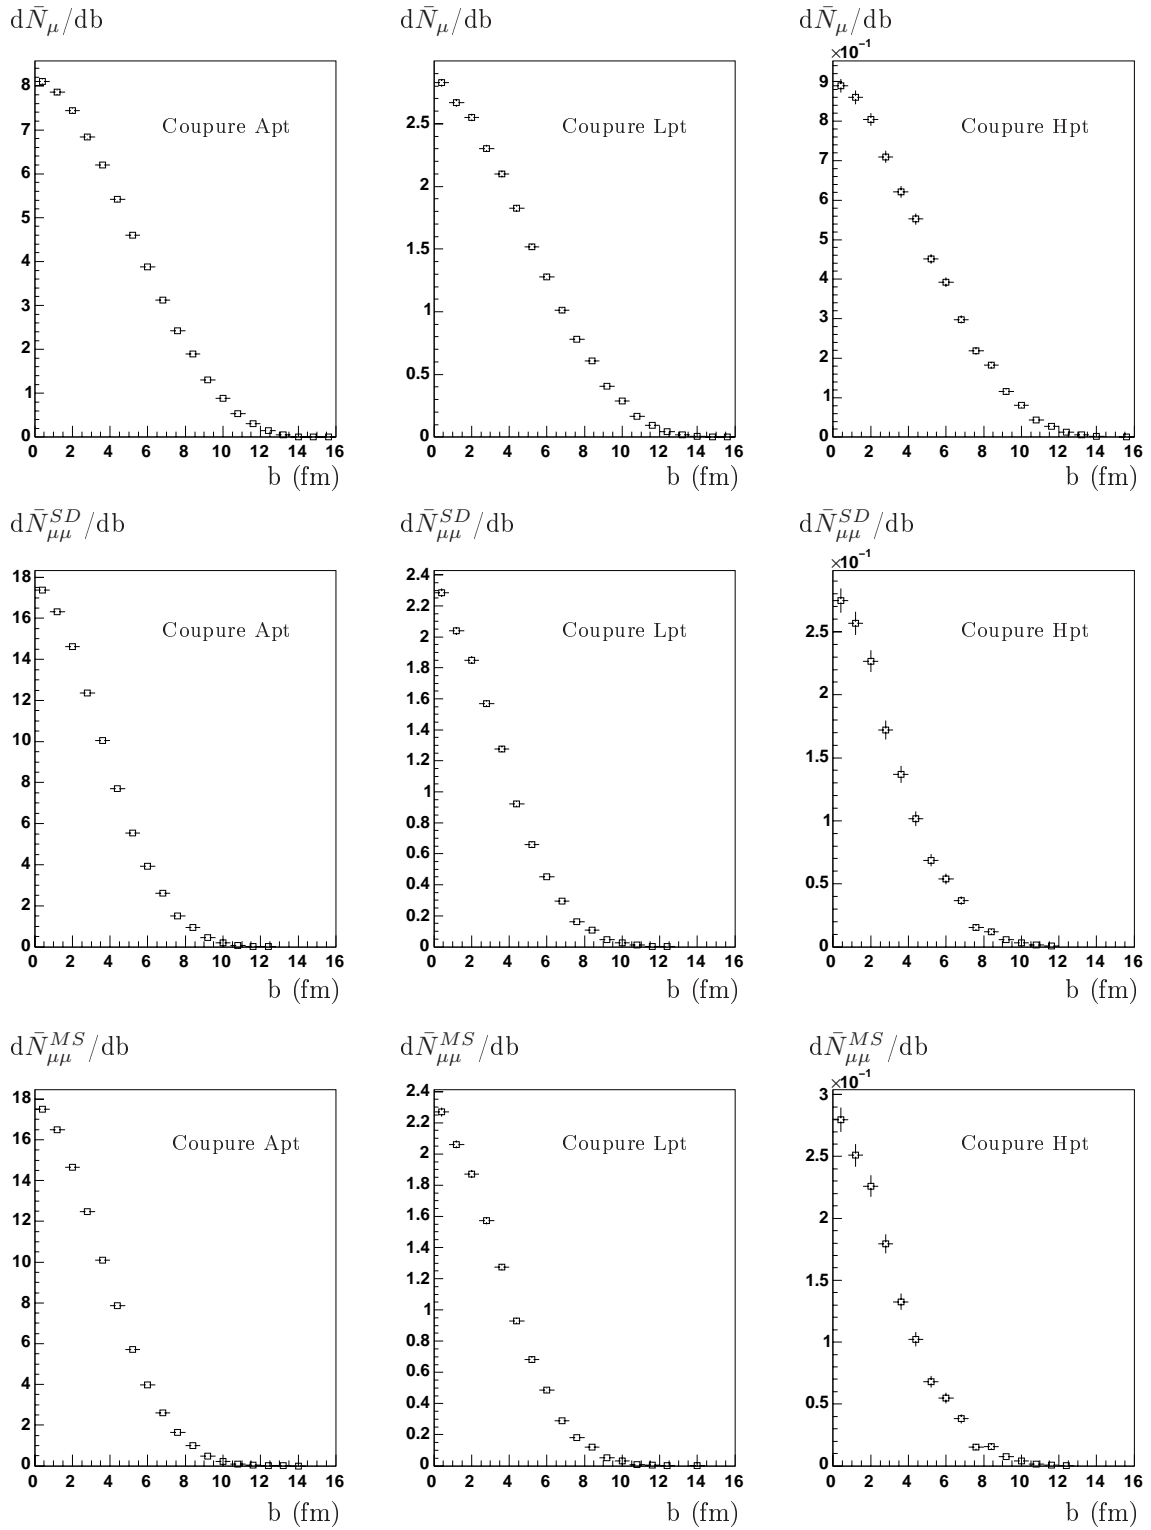 dN̄μ/db dN̄μ/db dN̄μ/db
×10⁻¹
8 7 6 5 4 3 2 1 0
Coupure Apt
0 2 4 6 8 10 12 14 16
b (fm)
2.5 2 1.5 1 0.5 0
Coupure Lpt
0 2 4 6 8 10 12 14 16
b (fm)
9 8 7 6 5 4 3 2 1 0
Coupure Hpt
0 2 4 6 8 10 12 14 16
b (fm)
dN̄μμ^SD/db dN̄μμ^SD/db dN̄μμ^SD/db
×10⁻¹
18 16 14 12 10 8 6 4 2 0
Coupure Apt
0 2 4 6 8 10 12 14 16
b (fm)
2.4 2.2 2 1.8 1.6 1.4 1.2 1 0.8 0.6 0.4 0.2 0
Coupure Lpt
0 2 4 6 8 10 12 14 16
b (fm)
2.5 2 1.5 1 0.5 0
Coupure Hpt
0 2 4 6 8 10 12 14 16
b (fm)
dN̄μμ^MS/db dN̄μμ^MS/db dN̄μμ^MS/db
×10⁻¹
18 16 14 12 10 8 6 4 2 0
Coupure Apt
0 2 4 6 8 10 12 14 16
b (fm)
2.4 2.2 2 1.8 1.6 1.4 1.2 1 0.8 0.6 0.4 0.2 0
Coupure Lpt
0 2 4 6 8 10 12 14 16
b (fm)
3 2.5 2 1.5 1 0.5 0
Coupure Hpt
0 2 4 6 8 10 12 14 16
b (fm)